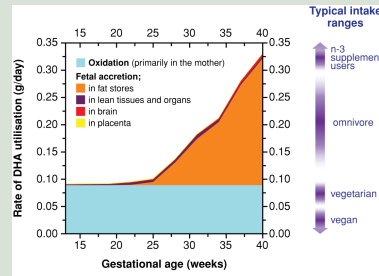 Typical intake
ranges
15 20 25 30 35 40
0.35
0.30
0.25
0.20
0.15
0.10
0.05
0.00
Rate of DHA utilisation (g/day)
Oxidation (primarily in the mother)
Fetal accretion;
in fat stores
in lean tissues and organs
in brain
in placenta
0.35
0.30
0.25
0.20
0.15
0.10
0.05
0.00
15 20 25 30 35 40
Gestational age (weeks)
n-3
supplemen
users
omnivore
vegetarian
vegan